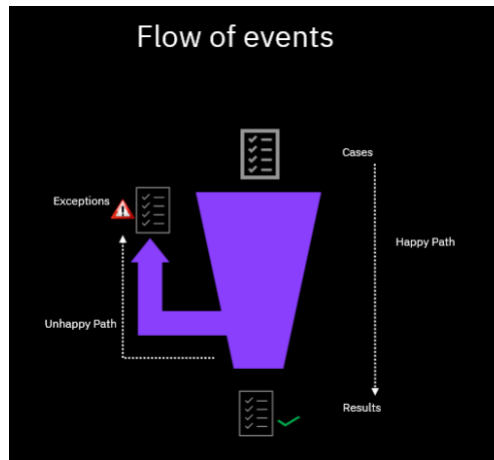 Flow of events
Cases
Exceptions
Happy Path
Unhappy Path
Results